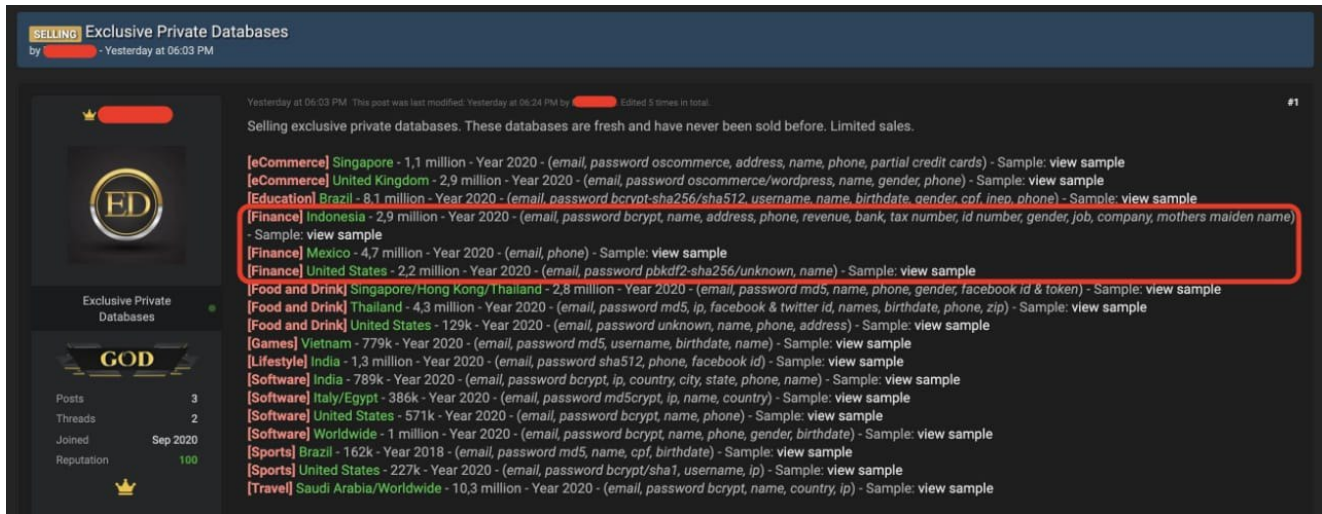 SELLING Exclusive Private Databases
by - Yesterday at 06:03 PM
Yesterday at 06:03 PM This post was last modified: Yesterday at 06:24 PM by Edited 5 times in total.
#1
Selling exclusive private databases. These databases are fresh and have never been sold before. Limited sales.
[eCommerce] Singapore - 1,1 million - Year 2020 - (email, password oscommerce, address, name, phone, partial credit cards) - Sample: view sample
[eCommerce] United Kingdom - 2,9 million - Year 2020 - (email, password oscommerce/wordpress, name, gender, phone) - Sample: view sample
[Education] Brazil - 8,1 million - Year 2020 - (email, password bcrypt-sha256/sha512, username, name, birthdate, gender, cpf, inep, phone) - Sample: view sample
[Finance] Indonesia - 2,9 million - Year 2020 - (email, password bcrypt, name, address, phone, revenue, bank, tax number, id number, gender, job, company, mothers maiden name)
- Sample: view sample
[Finance] Mexico - 4,7 million - Year 2020 - (email, phone) - Sample: view sample
[Finance] United States - 2,2 million - Year 2020 - (email, password pbkdf2-sha256/unknown, name) - Sample: view sample
[Food and Drink] Singapore/Hong Kong/Thailand - 2,8 million - Year 2020 - (email, password md5, name, phone, gender, facebook id & token) - Sample: view sample
[Food and Drink] Thailand - 4,3 million - Year 2020 - (email, password md5, ip, facebook & twitter id, names, birthdate, phone, zip) - Sample: view sample
[Food and Drink] United States - 129k - Year 2020 - (email, password unknown, name, phone, address) - Sample: view sample
[Games] Vietnam - 779k - Year 2020 - (email, password md5, username, birthdate, name) - Sample: view sample
[Lifestyle] India - 1,3 million - Year 2020 - (email, password sha512, phone, facebook id) - Sample: view sample
[Software] India - 789k - Year 2020 - (email, password bcrypt, ip, country, city, state, phone, name) - Sample: view sample
[Software] Italy/Egypt - 386k - Year 2020 - (email, password md5crypt, ip, name, country) - Sample: view sample
[Software] United States - 571k - Year 2020 - (email, password bcrypt, name, phone) - Sample: view sample
[Software] Worldwide - 1 million - Year 2020 - (email, password bcrypt, name, phone, gender, birthdate) - Sample: view sample
[Sports] Brazil - 162k - Year 2018 - (email, password md5, name, cpf, birthdate) - Sample: view sample
[Sports] United States - 227k - Year 2020 - (email, password bcrypt/sha1, username, ip) - Sample: view sample
[Travel] Saudi Arabia/Worldwide - 10,3 million - Year 2020 - (email, password bcrypt, name, country, ip) - Sample: view sample
ED
Exclusive Private
Databases
GOD
Posts 3
Threads 2
Joined Sep 2020
Reputation 100